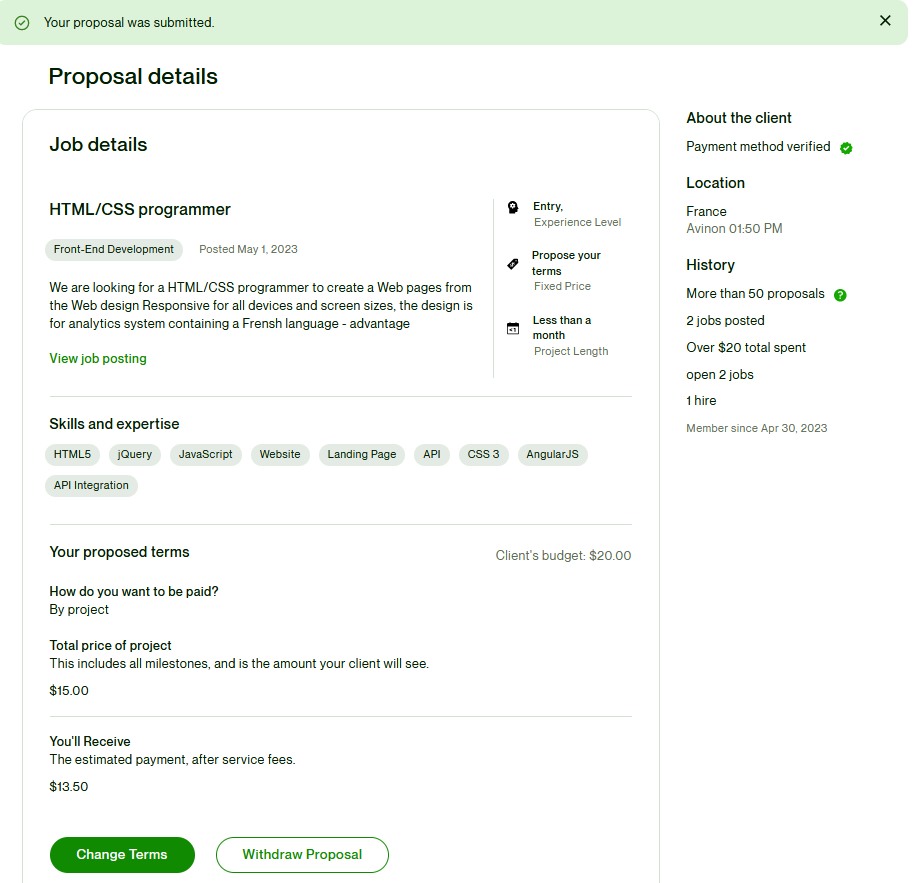 Your proposal was submitted.
Proposal details
Job details
HTML/CSS programmer
Front-End Development Posted May 1, 2023
We are looking for a HTML/CSS programmer to create a Web pages from
the Web design Responsive for all devices and screen sizes, the design is
for analytics system containing a Frensh language - advantage
View job posting
Entry,
Experience Level
Propose your
terms
Fixed Price
Less than a
month
Project Length
Skills and expertise
HTML5 jQuery JavaScript Website Landing Page API CSS 3 AngularJS
API Integration
Your proposed terms
Client's budget: $20.00
How do you want to be paid?
By project
Total price of project
This includes all milestones, and is the amount your client will see.
$15.00
You'll Receive
The estimated payment, after service fees.
$13.50
Change Terms Withdraw Proposal
About the client
Payment method verified
Location
France
Avinon 01:50 PM
History
More than 50 proposals
2 jobs posted
Over $20 total spent
open 2 jobs
1 hire
Member since Apr 30, 2023